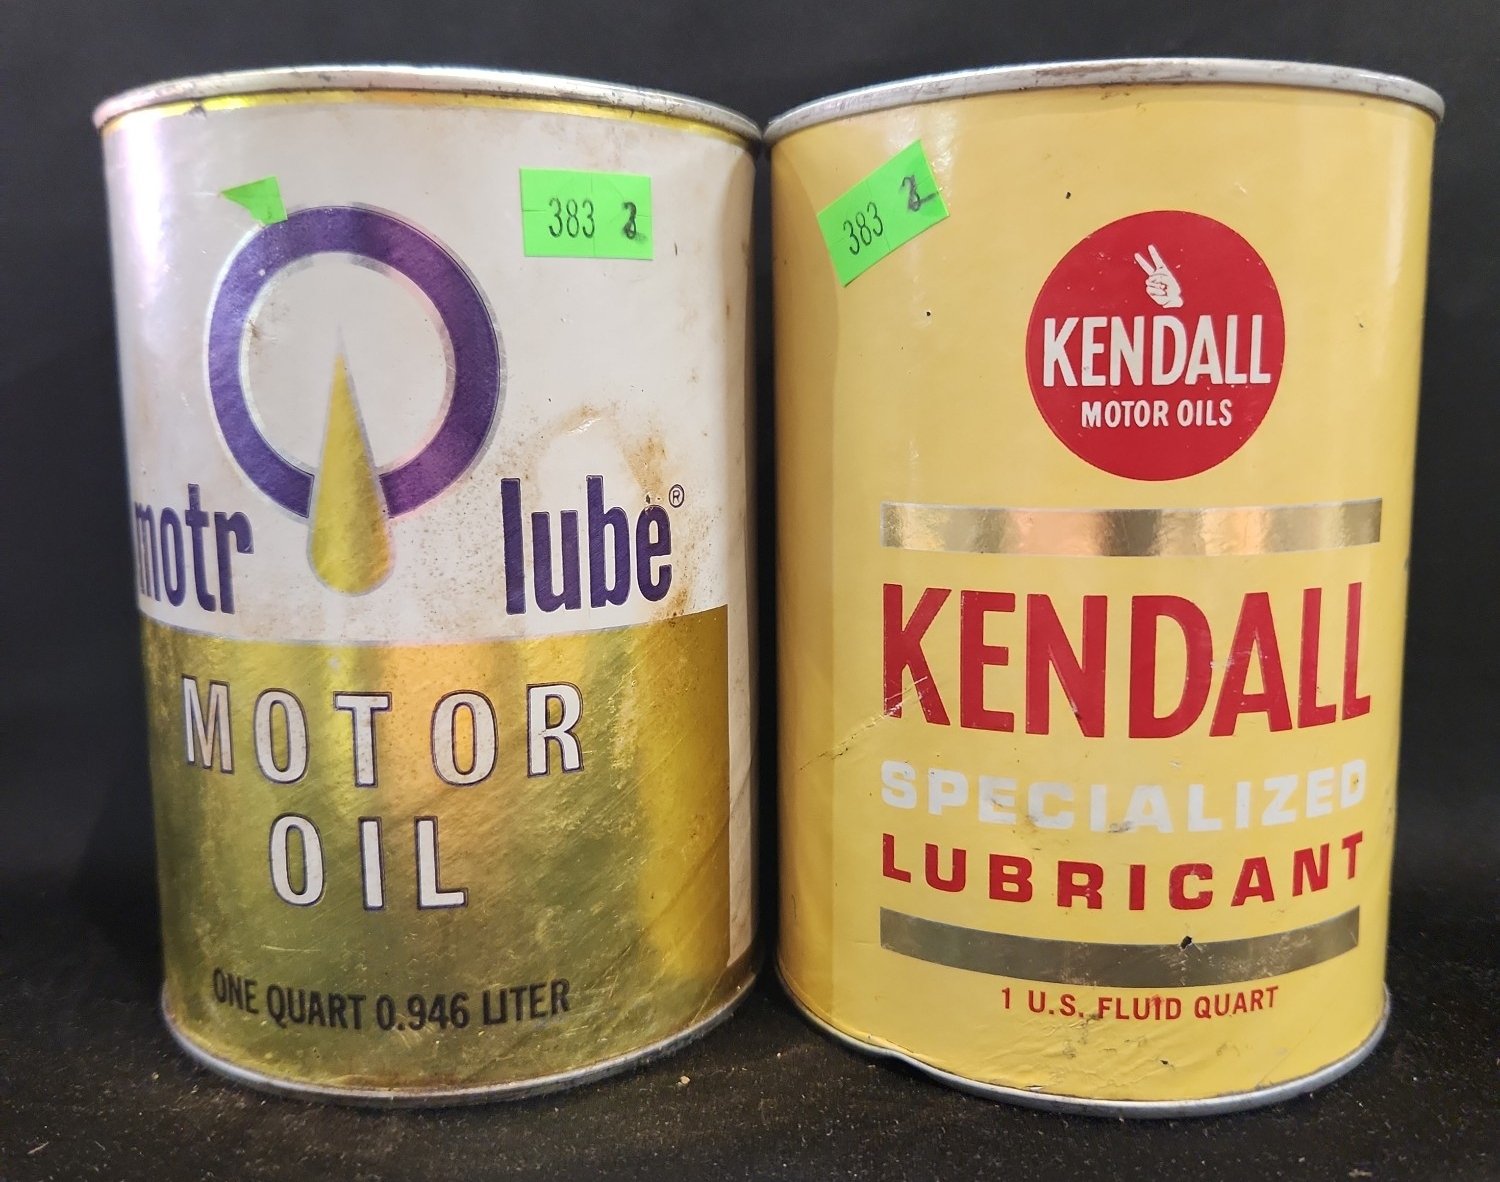 383 2
motr lube®
MOTOR
OIL
ONE QUART 0.946 LITER
383 2
KENDALL
MOTOR OILS
KENDALL
SPECIALIZED
LUBRICANT
1 U.S. FLUID QUART